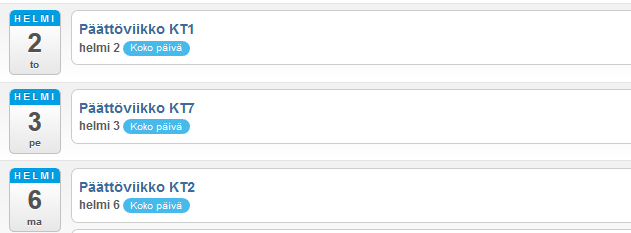 HELMI
2
to
Päättöviikko KT1
helmi 2 Koko päivä
HELMI
3
pe
Päättöviikko KT7
helmi 3 Koko päivä
HELMI
6
ma
Päättöviikko KT2
helmi 6 Koko päivä